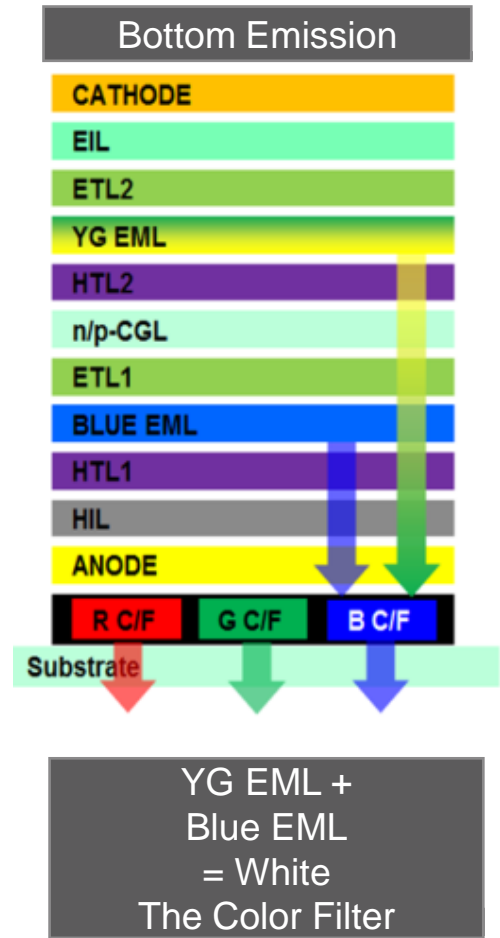 Bottom Emission
CATHODE
EIL
ETL2
YG EML
HTL2
n/p-CGL
ETL1
BLUE EML
HTL1
HIL
ANODE
R C/F G C/F B C/F
Substrate
YG EML +
Blue EML
= White
The Color Filter